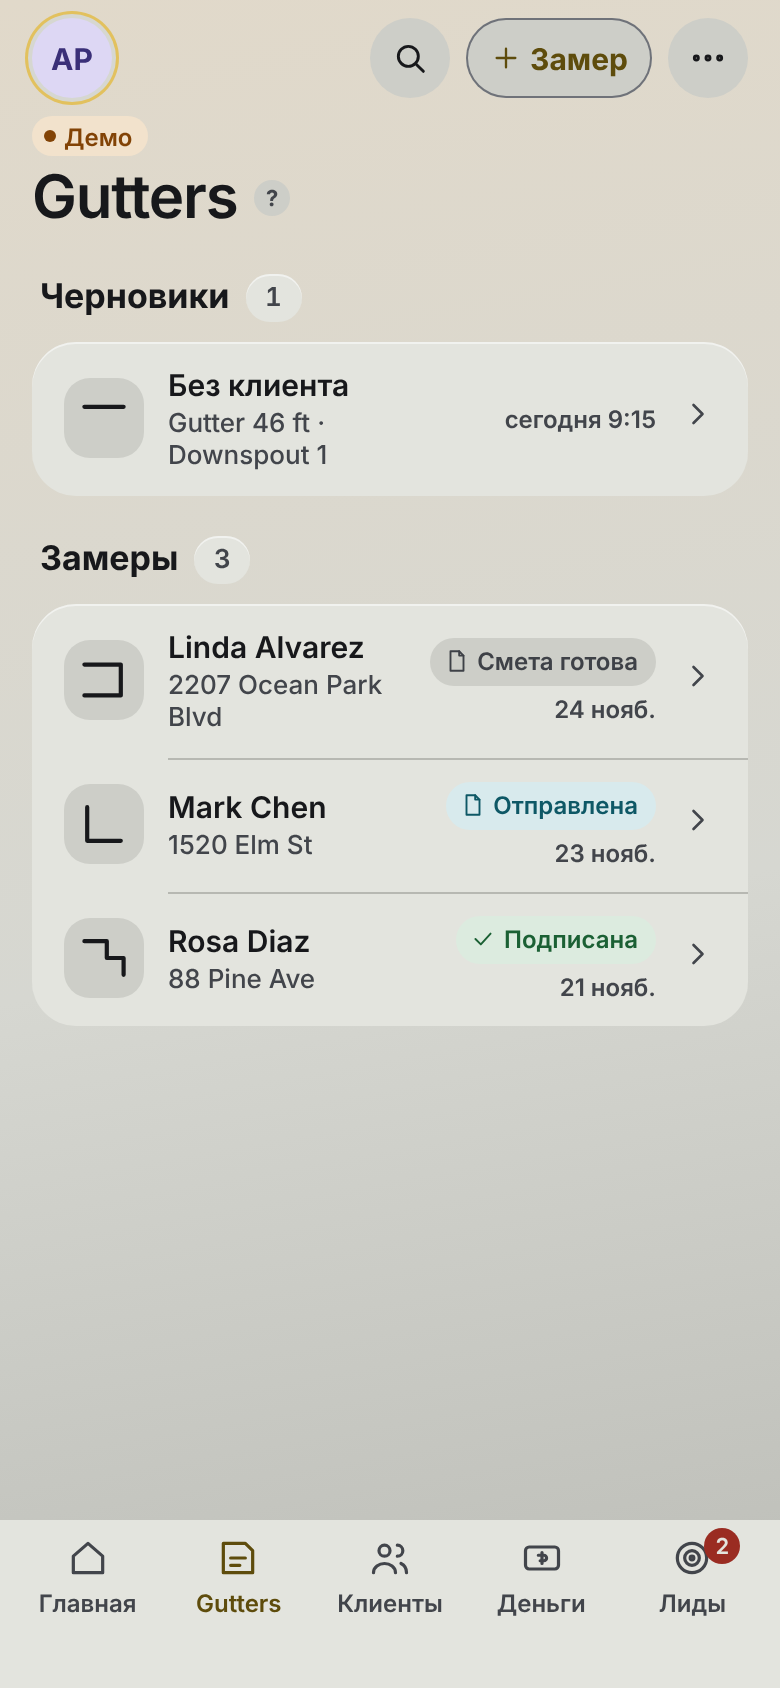 AP
+ Замер
Демо
Gutters ?
Черновики 1
Без клиента
Gutter 46 ft ·
Downspout 1
сегодня 9:15
Замеры 3
Linda Alvarez
2207 Ocean Park
Blvd
Смета готова
24 нояб.
Mark Chen
1520 Elm St
Отправлена
23 нояб.
Rosa Diaz
88 Pine Ave
Подписана
21 нояб.
2
Главная Gutters Клиенты Деньги Лиды